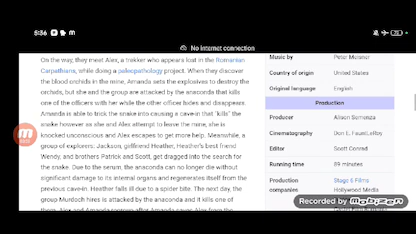 5:36
No internet connection
On the way, they meet Alex, a trekker who appears lost in the Romanian
Carpathians, while doing a paleopathology project. When they discover
the blood orchids in the mine, Amanda sets the explosives to destroy the
orchids, but she and the group are attacked by the anaconda that kills
one of the officers with her while the other officer hides and disappears.
Amanda is able to trick the snake into causing a cave-in that "kills" the
snake however as she and Alex attempt to leave the mine, she is
knocked unconscious and Alex escapes to get more help. Meanwhile, a
group of explorers: Jackson, girlfriend Heather, Heather's best friend
Wendy, and brothers Patrick and Scott, get dragged into the search for
the snake. Due to the serum, the anaconda can no longer die without
significant damage to its internal organs and regenerates itself from the
previous cave-in. Heather falls ill due to a spider bite. The next day, the
group Murdoch hires is attacked by the anaconda and it kills one of
them. Alex and Amanda
Music by Peter Meisner
Country of origin United States
Original language English
Production
Producer Alison Semenza
Cinematography Don E. FauntLeRoy
Editor Scott Conrad
Running time 89 minutes
Production companies Stage 6 Films
Hollywood Media
Recorded by mobizen